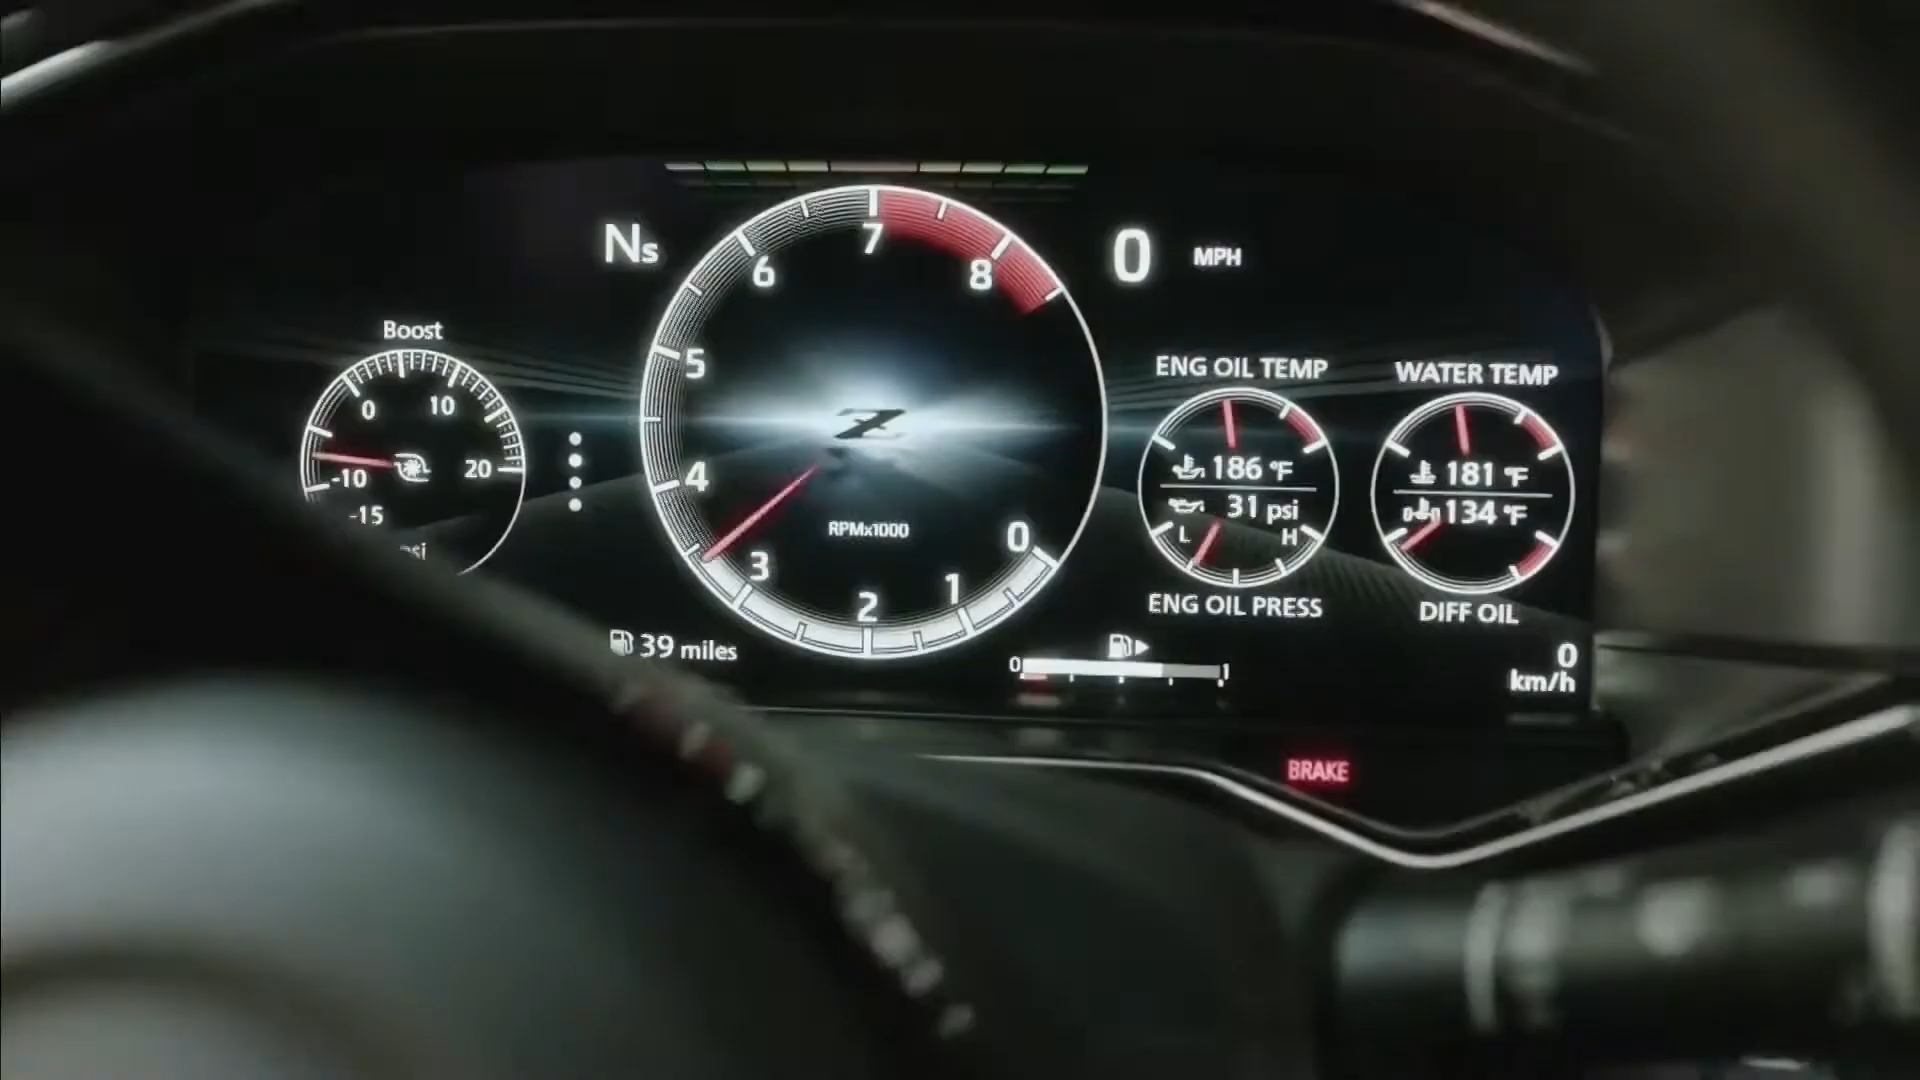 Ns
0 MPH
7
6
8
5
4
3
2
1
0
RPMx1000
Z
Boost
0
10
-10
20
-15
ENG OIL TEMP
186 °F
31 psi
L
H
ENG OIL PRESS
WATER TEMP
181 °F
134 °F
DIFF OIL
39 miles
0
1
0
km/h
BRAKE